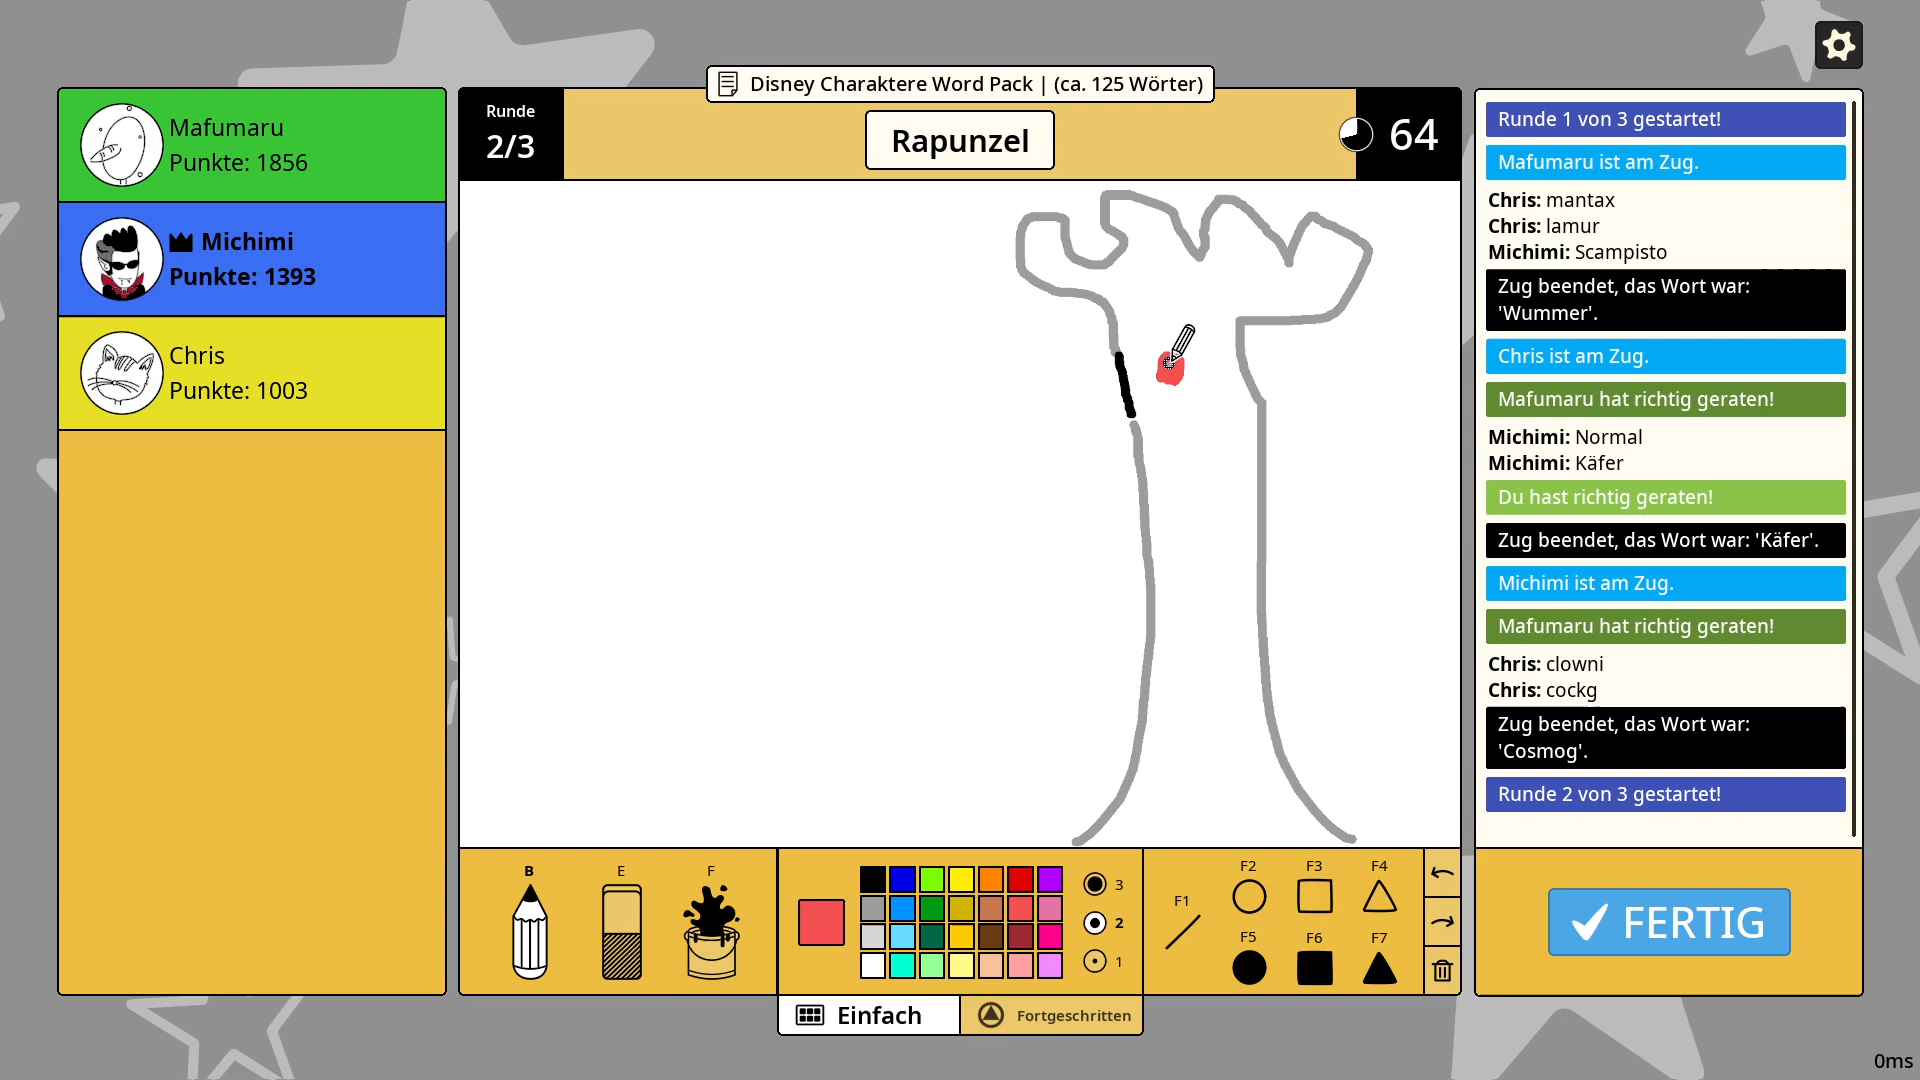 Disney Charaktere Word Pack | (ca. 125 Wörter)
Mafumaru
Punkte: 1856
Michimi
Punkte: 1393
Chris
Punkte: 1003
Runde
2/3
Rapunzel
64
Runde 1 von 3 gestartet!
Mafumaru ist am Zug.
Chris: mantax
Chris: lamur
Michimi: Scampisto
Zug beendet, das Wort war:
'Wummer'.
Chris ist am Zug.
Mafumaru hat richtig geraten!
Michimi: Normal
Michimi: Käfer
Du hast richtig geraten!
Zug beendet, das Wort war: 'Käfer'.
Michimi ist am Zug.
Mafumaru hat richtig geraten!
Chris: clowni
Chris: cockg
Zug beendet, das Wort war:
'Cosmog'.
Runde 2 von 3 gestartet!
B
E
F
3
2
1
F1
F2
F3
F4
F5
F6
F7
FERTIG
Einfach
Fortgeschritten
0ms